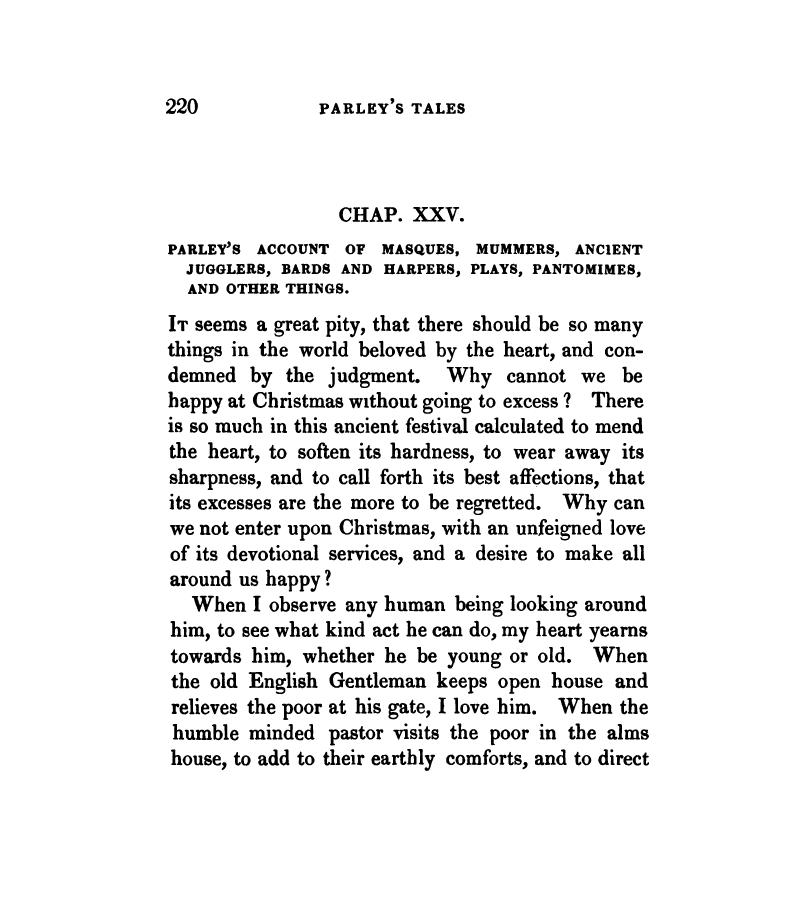 220 PARLEY'S TALES
CHAP. XXV.
PARLEY'S ACCOUNT OF MASQUES, MUMMERS, ANCIENT
JUGGLERS, BARDS AND HARPERS, PLAYS, PANTOMIMES,
AND OTHER THINGS.
IT seems a great pity, that there should be so many
things in the world beloved by the heart, and con-
demned by the judgment. Why cannot we be
happy at Christmas without going to excess? There
is so much in this ancient festival calculated to mend
the heart, to soften its hardness, to wear away its
sharpness, and to call forth its best affections, that
its excesses are the more to be regretted. Why can
we not enter upon Christmas, with an unfeigned love
of its devotional services, and a desire to make all
around us happy?
When I observe any human being looking around
him, to see what kind act he can do, my heart yearns
towards him, whether he be young or old. When
the old English Gentleman keeps open house and
relieves the poor at his gate, I love him. When the
humble minded pastor visits the poor in the alms
house, to add to their earthly comforts, and to direct